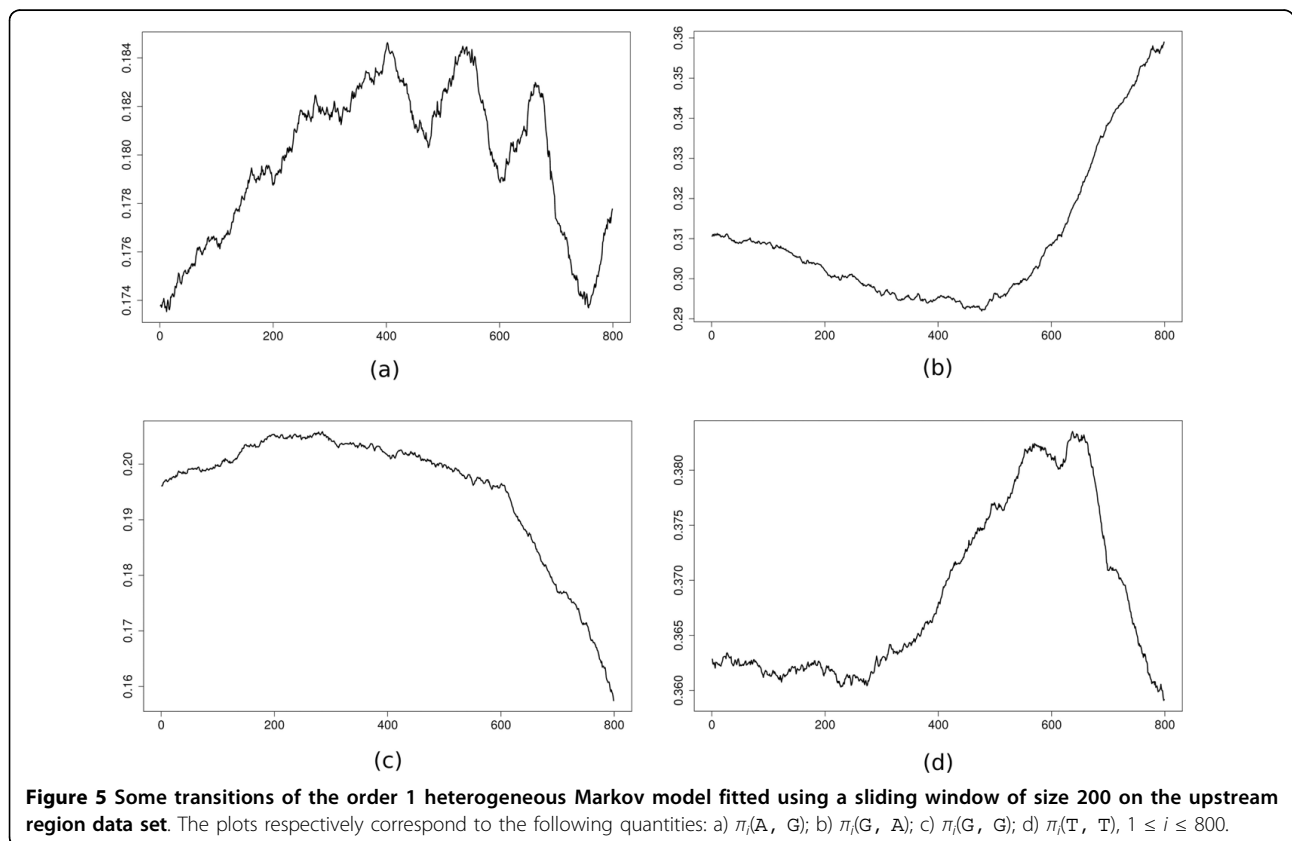 0.184
0.182
0.180
0.178
0.176
0.174
0 200 400 600 800
(a)
0.36
0.35
0.34
0.33
0.32
0.31
0.30
0.29
0 200 400 600 800
(b)
0.20
0.19
0.18
0.17
0.16
0 200 400 600 800
(c)
0.380
0.375
0.370
0.365
0.360
0 200 400 600 800
(d)
Figure 5 Some transitions of the order 1 heterogeneous Markov model fitted using a sliding window of size 200 on the upstream
region data set. The plots respectively correspond to the following quantities: a) πi(A, G); b) πi(G, A); c) πi(G, G); d) πi(T, T), 1 ≤ i ≤ 800.